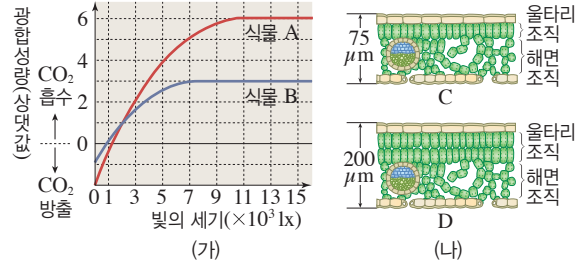 광합성량(상댓값)
CO₂ 흡수
CO₂ 방출
6
4
2
0
식물 A
식물 B
0 1 3 5 7 9 11 13 15
빛의 세기(×10³ lx)
(가)
75 μm
울타리 조직
해면 조직
C
200 μm
울타리 조직
해면 조직
D
(나)